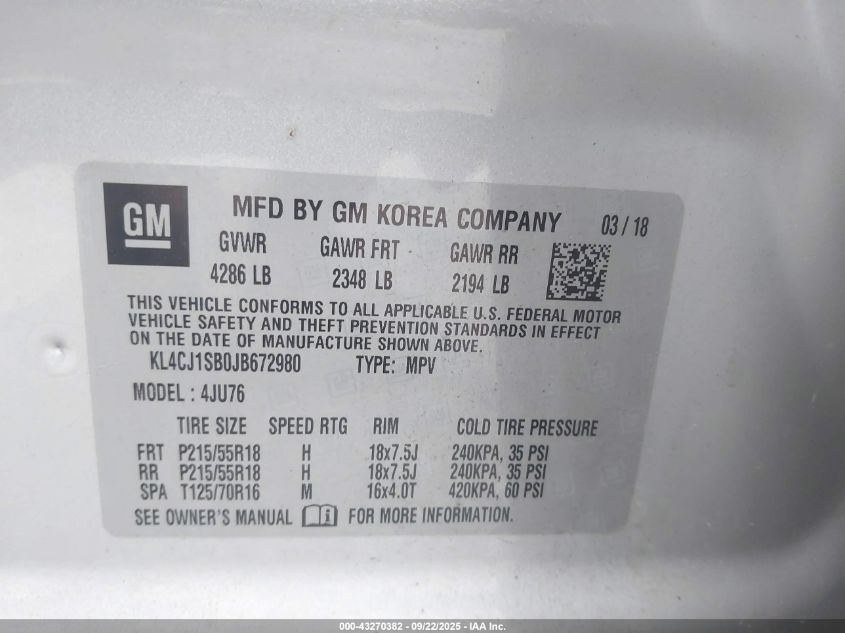 GM
MFD BY GM KOREA COMPANY 03 / 18
GVWR GAWR FRT GAWR RR
4286 LB 2348 LB 2194 LB
THIS VEHICLE CONFORMS TO ALL APPLICABLE U.S. FEDERAL MOTOR
VEHICLE SAFETY AND THEFT PREVENTION STANDARDS IN EFFECT
ON THE DATE OF MANUFACTURE SHOWN ABOVE.
KL4CJ1SB0JB672980 TYPE: MPV
MODEL : 4JU76
TIRE SIZE SPEED RTG RIM COLD TIRE PRESSURE
FRT P215/55R18 H 18x7.5J 240KPA, 35 PSI
RR P215/55R18 H 18x7.5J 240KPA, 35 PSI
SPA T125/70R16 M 16x4.0T 420KPA, 60 PSI
SEE OWNER'S MANUAL i FOR MORE INFORMATION.
000-43270382 - 09/22/2025 - IAA Inc.